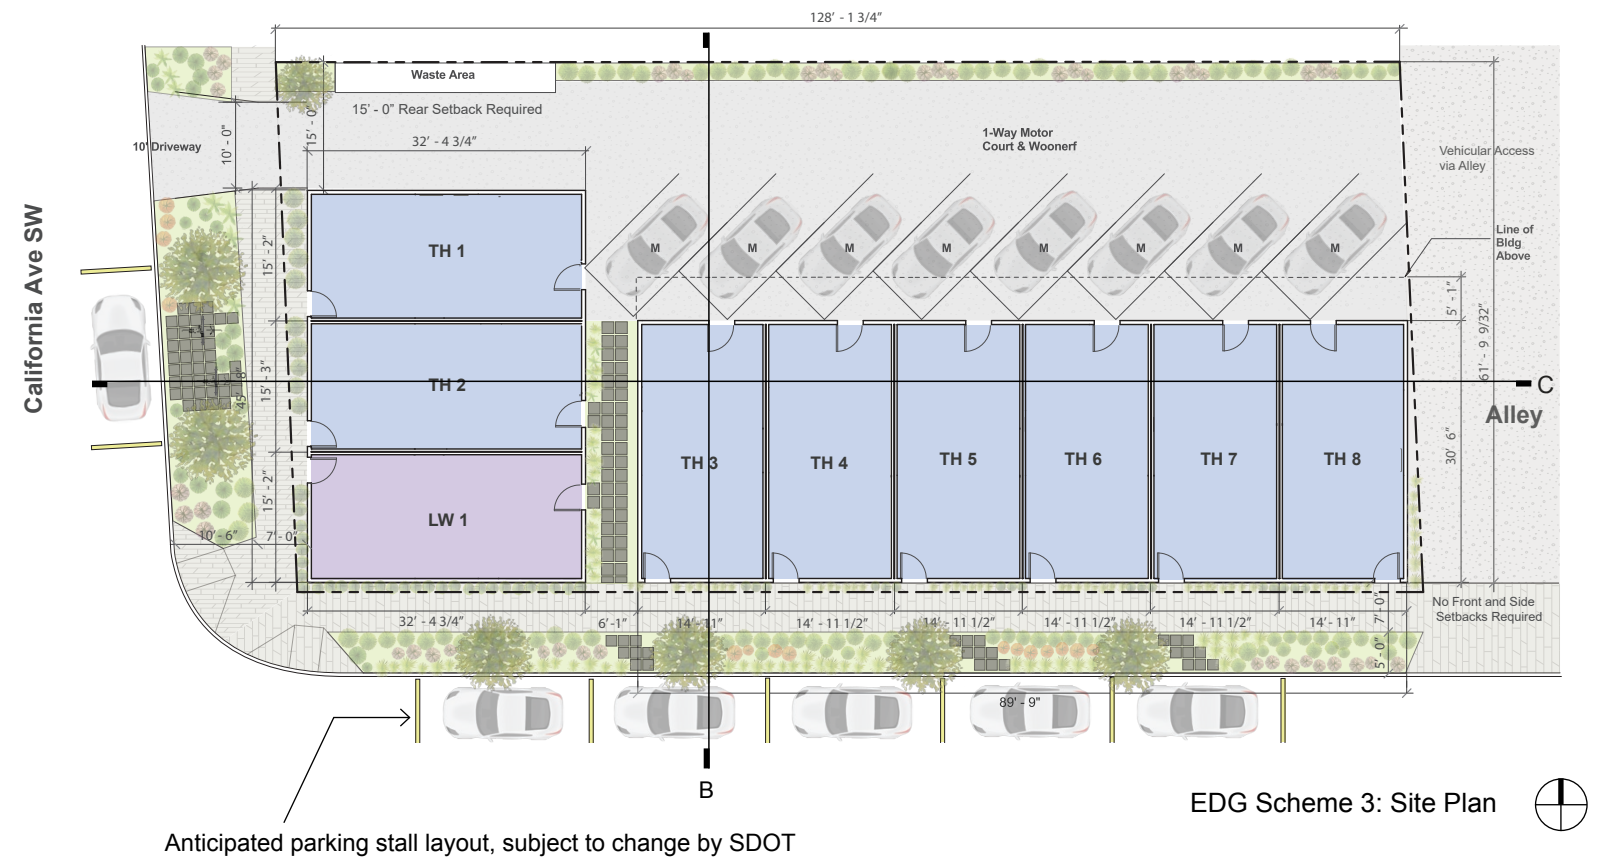 128' - 1 3/4"
Waste Area
15' - 0" Rear Setback Required
32' - 4 3/4"
10' Driveway
10' - 0"
15' - 0"
1-Way Motor
Court & Woonerf
Vehicular Access
via Alley
Line of
Bldg
Above
M
M
M
M
M
M
M
M
California Ave SW
TH 1
TH 2
LW 1
15' - 2"
15' - 3"
45' - 8"
15' - 2"
10' - 6"
7' - 0"
TH 3
TH 4
TH 5
TH 6
TH 7
TH 8
5' - 1"
61' - 9 9/32"
30' 6"
C
Alley
No Front and Side
Setbacks Required
7' - 0"
5' - 0"
32' - 4 3/4"
6' -1"
14' - 11"
14' - 11 1/2"
14' - 11 1/2"
14' - 11 1/2"
14' - 11 1/2"
14' - 11"
89' - 9"
B
EDG Scheme 3: Site Plan
Anticipated parking stall layout, subject to change by SDOT